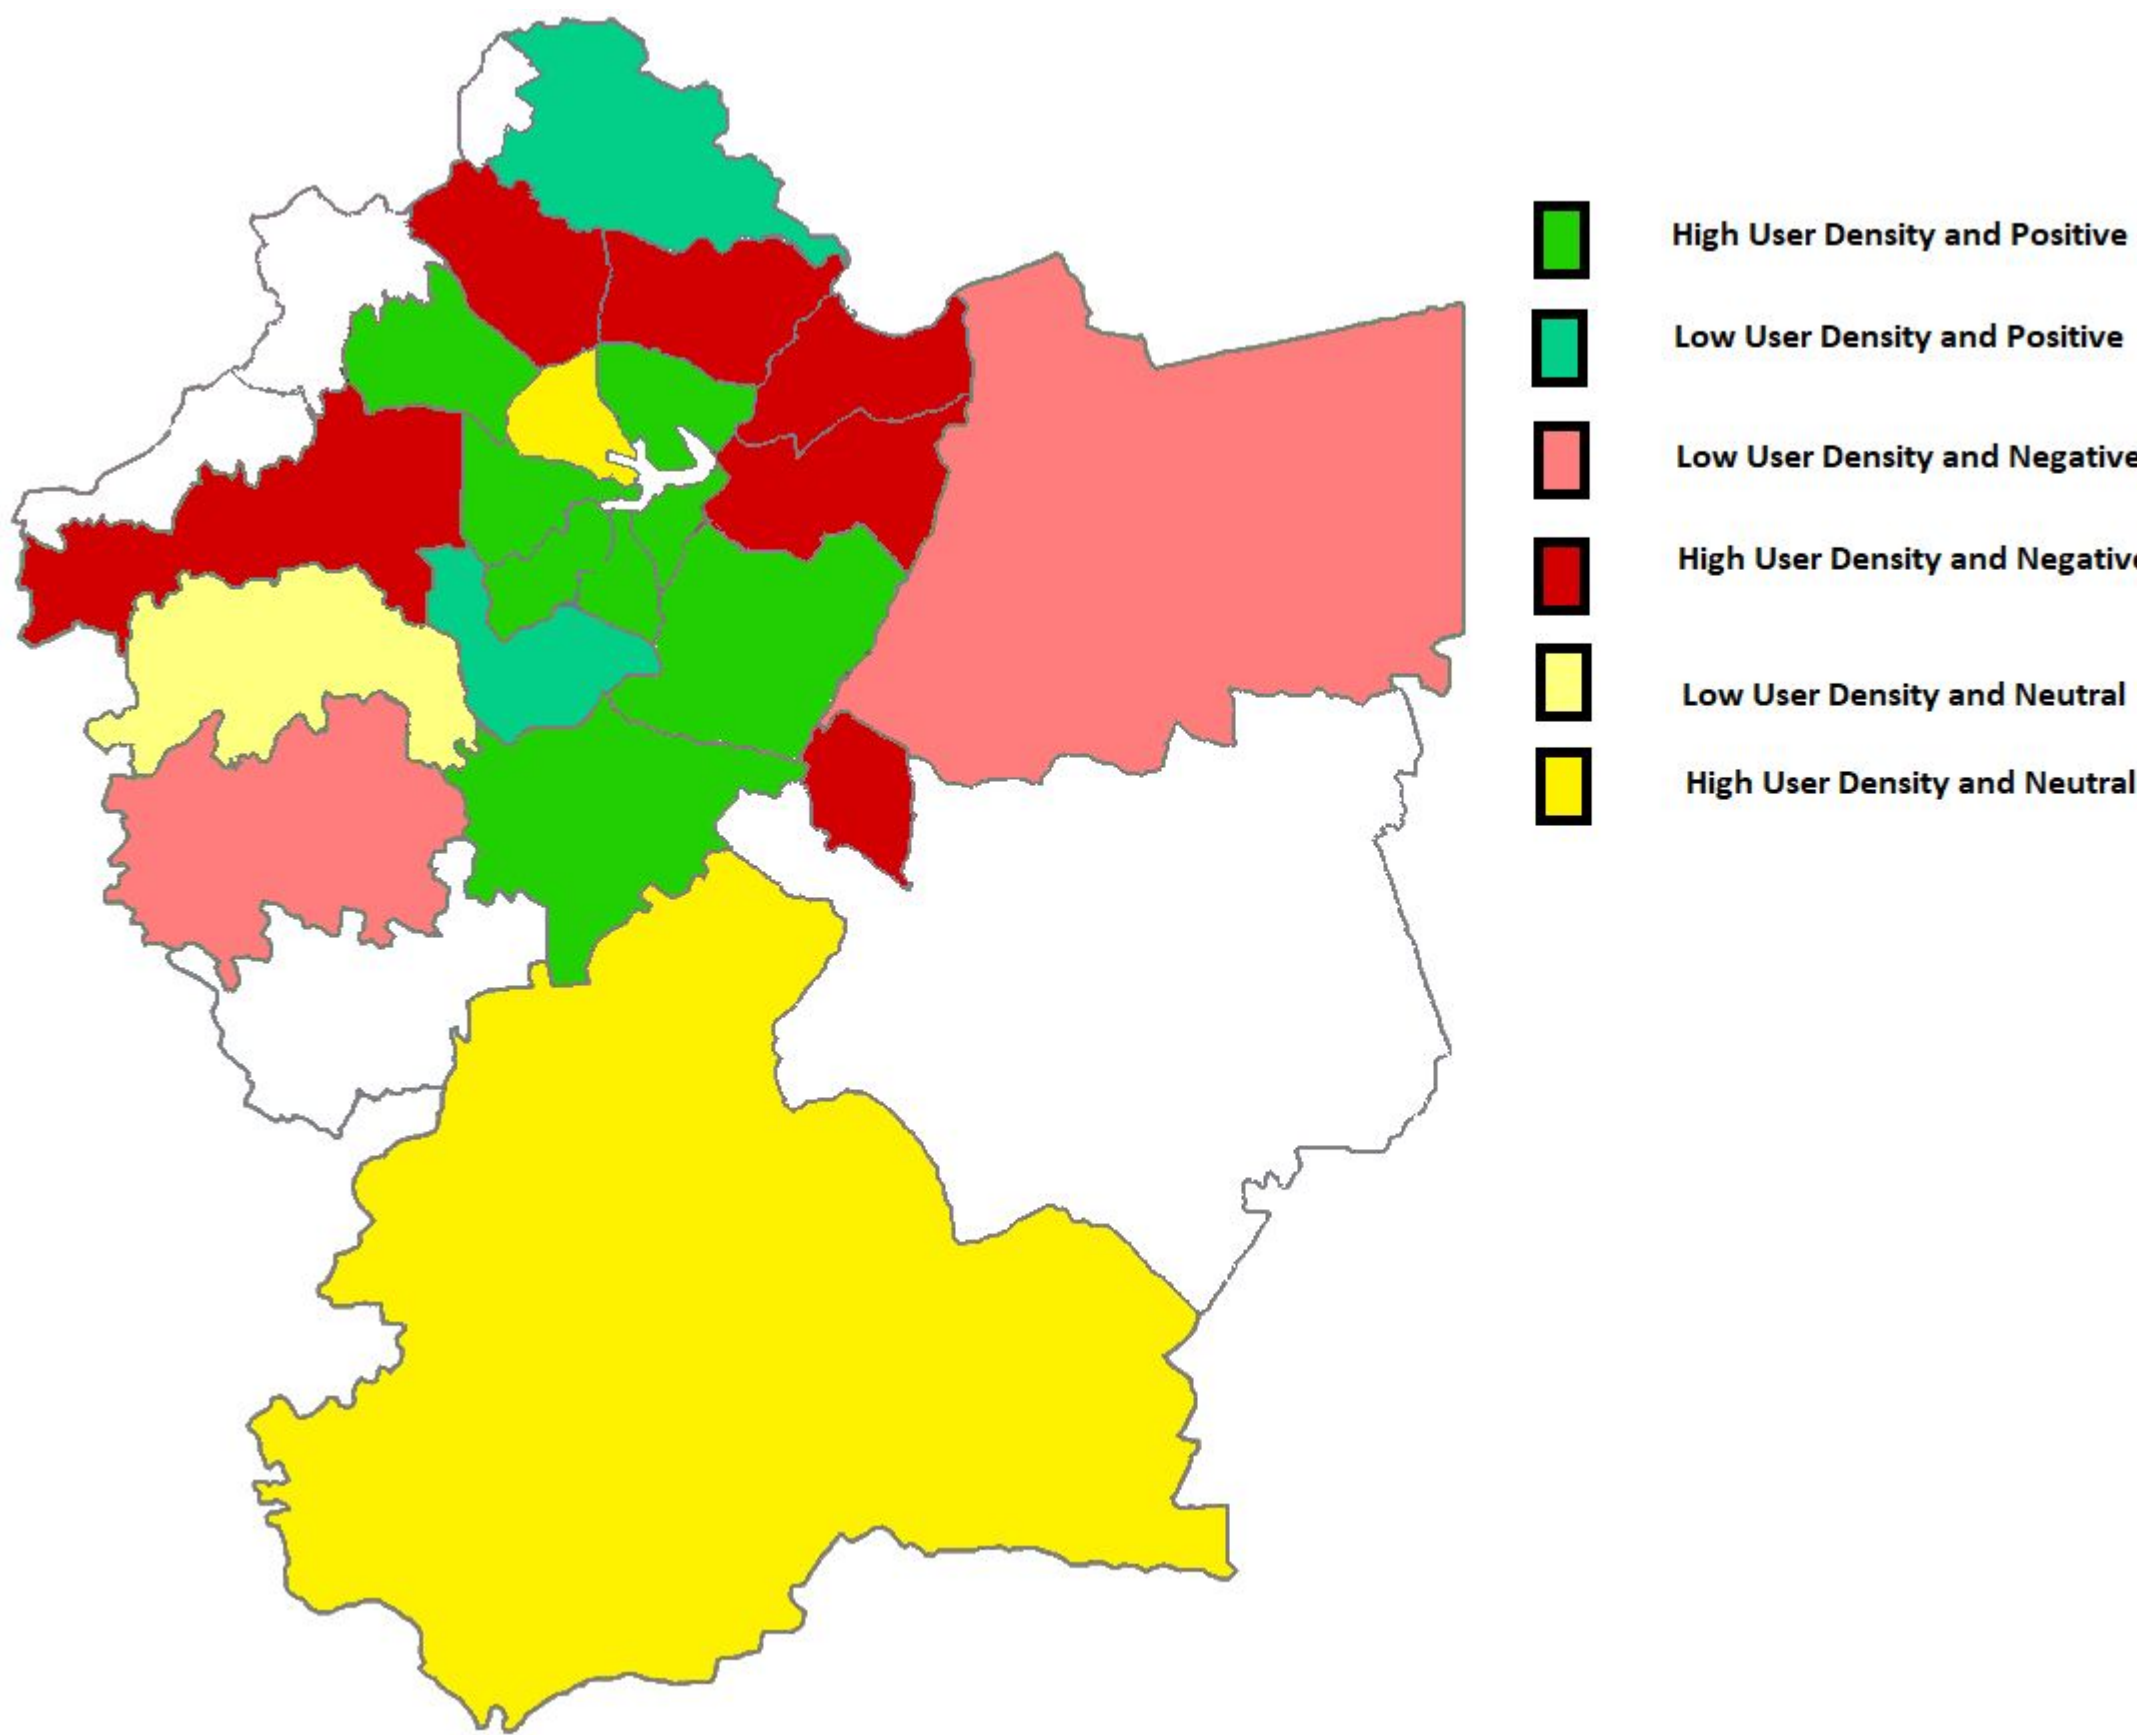 High User Density and Positive
Low User Density and Positive
Low User Density and Negative
High User Density and Negative
Low User Density and Neutral
High User Density and Neutral